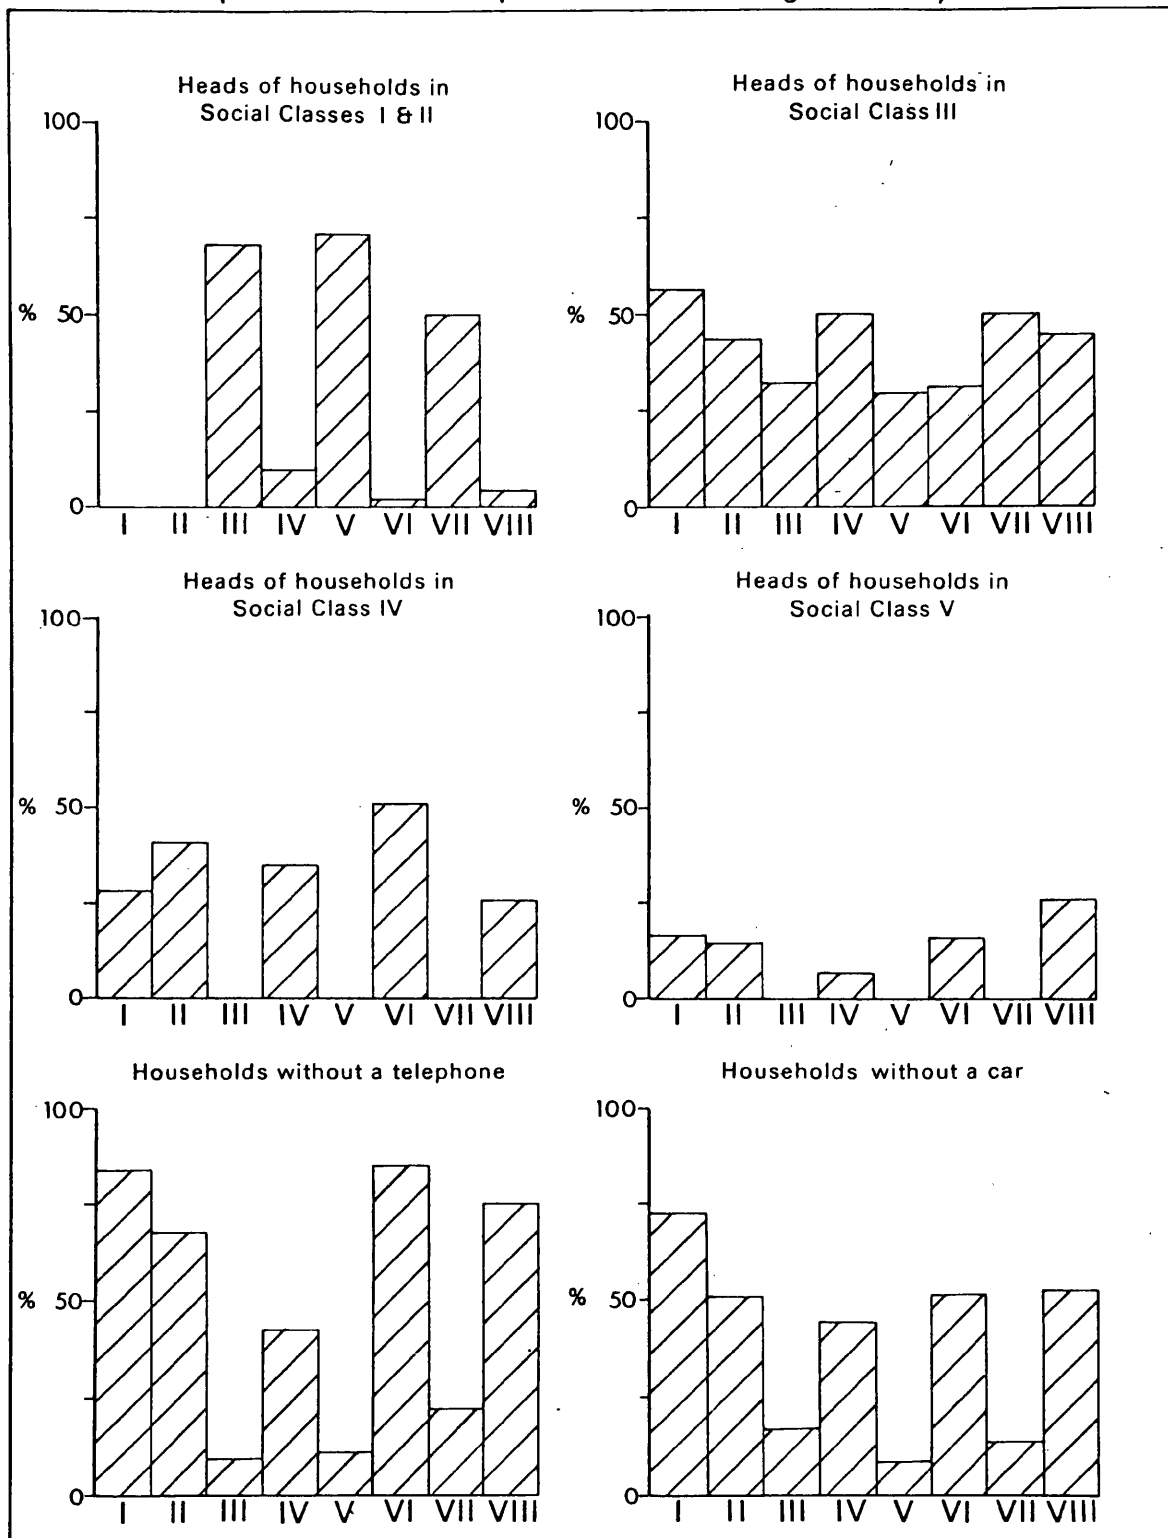 Heads of households in
Social Classes I & II
100
% 50
0
I II III IV V VI VII VIII
Heads of households in
Social Class III
100
% 50
0
I II III IV V VI VII VIII
Heads of households in
Social Class IV
100
% 50
0
I II III IV V VI VII VIII
Heads of households in
Social Class V
100
% 50
0
I II III IV V VI VII VIII
Households without a telephone
100
% 50
0
I II III IV V VI VII VIII
Households without a car
100
% 50
0
I II III IV V VI VII VIII